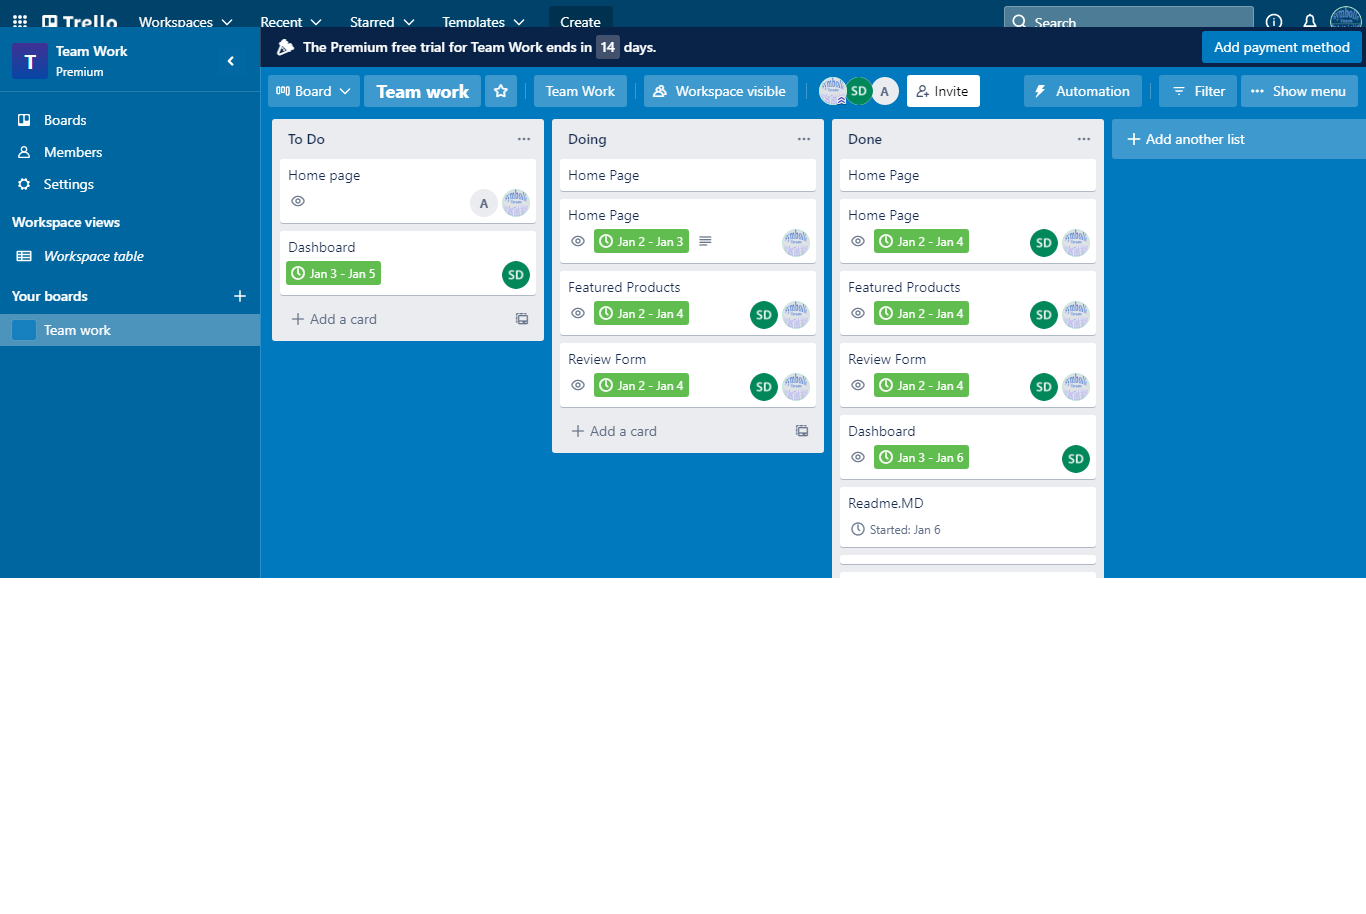 Trello Workspaces Recent Starred Templates Create Search
T Team Work
Premium
The Premium free trial for Team Work ends in 14 days. Add payment method
Board Team work Team Work Workspace visible SD A Invite Automation Filter Show menu
Boards
Members
Settings
Workspace views
Workspace table
Your boards
Team work
To Do
Home page
A
Dashboard
Jan 3 - Jan 5 SD
Add a card
Doing
Home Page
Home Page
Jan 2 - Jan 3
Featured Products
Jan 2 - Jan 4 SD
Review Form
Jan 2 - Jan 4 SD
Add a card
Done
Home Page
Home Page
Jan 2 - Jan 4 SD
Featured Products
Jan 2 - Jan 4 SD
Review Form
Jan 2 - Jan 4 SD
Dashboard
Jan 3 - Jan 6 SD
Readme.MD
Started: Jan 6
Add another list